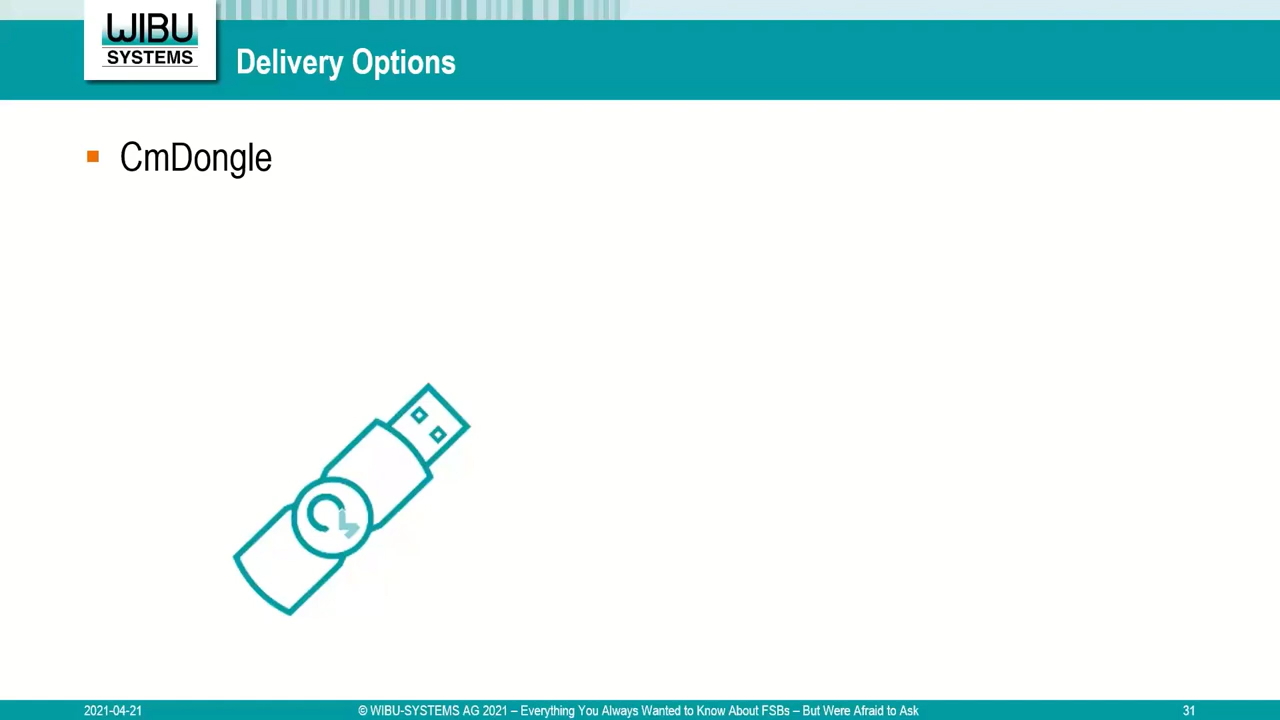 WIBU
SYSTEMS
Delivery Options
CmDongle
2021-04-21
© WIBU-SYSTEMS AG 2021 – Everything You Always Wanted to Know About FSBs – But Were Afraid to Ask
31